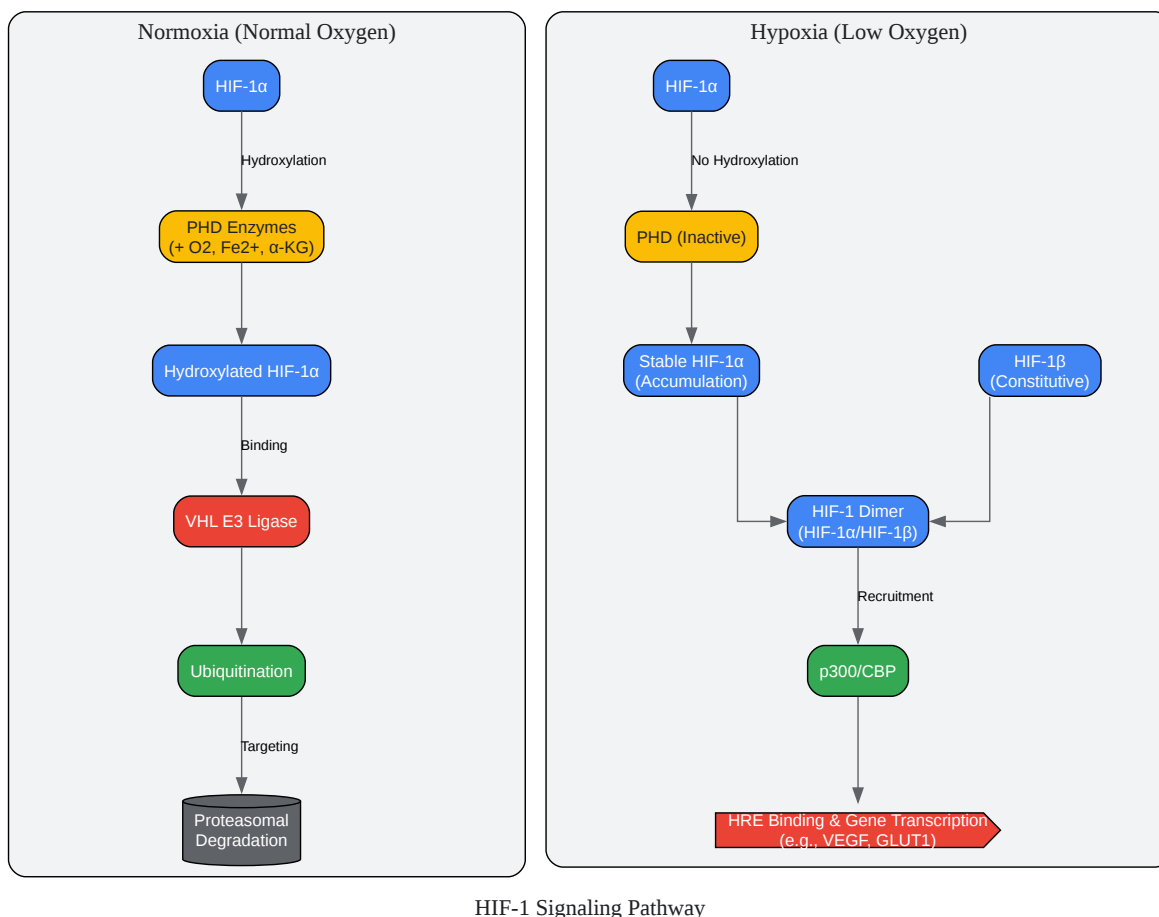 Normoxia (Normal Oxygen)
HIF-1α
Hydroxylation
PHD Enzymes
(+ O2, Fe2+, α-KG)
Hydroxylated HIF-1α
Binding
VHL E3 Ligase
Ubiquitination
Targeting
Proteasomal
Degradation
Hypoxia (Low Oxygen)
HIF-1α
No Hydroxylation
PHD (Inactive)
Stable HIF-1α
(Accumulation)
HIF-1β
(Constitutive)
HIF-1 Dimer
(HIF-1α/HIF-1β)
Recruitment
p300/CBP
HRE Binding & Gene Transcription
(e.g., VEGF, GLUT1)
HIF-1 Signaling Pathway